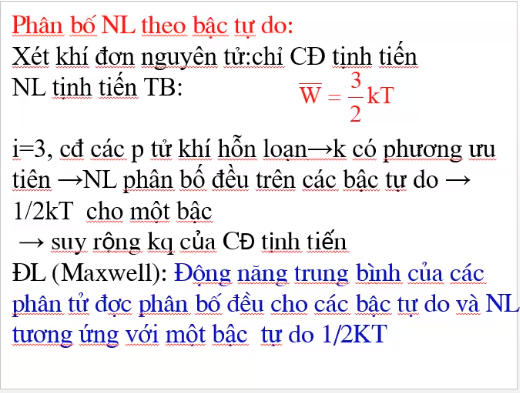 Phân bố NL theo bậc tự do:
Xét khí đơn nguyên tử:chỉ CĐ tịnh tiến
NL tịnh tiến TB: W̅ = 3/2 kT
i=3, cđ các p tử khí hỗn loạn→k có phương ưu
tiên →NL phân bố đều trên các bậc tự do →
1/2kT cho một bậc
→ suy rộng kq của CĐ tịnh tiến
ĐL (Maxwell): Động năng trung bình của các
phân tử đợc phân bố đều cho các bậc tự do và NL
tương ứng với một bậc tự do 1/2KT